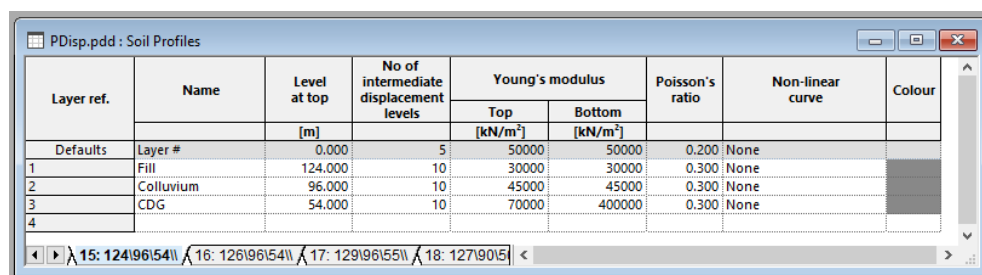 PDisp.pdd : Soil Profiles
Layer ref. Name Level at top No of intermediate displacement levels Young's modulus Poisson's ratio Non-linear curve Colour
Top Bottom
[m] [kN/m²] [kN/m²]
Defaults Layer # 0.000 5 50000 50000 0.200 None
1 Fill 124.000 10 30000 30000 0.300 None
2 Colluvium 96.000 10 45000 45000 0.300 None
3 CDG 54.000 10 70000 400000 0.300 None
4
15: 124\96\54\\ 16: 126\96\54\\ 17: 129\96\55\\ 18: 127\90\5